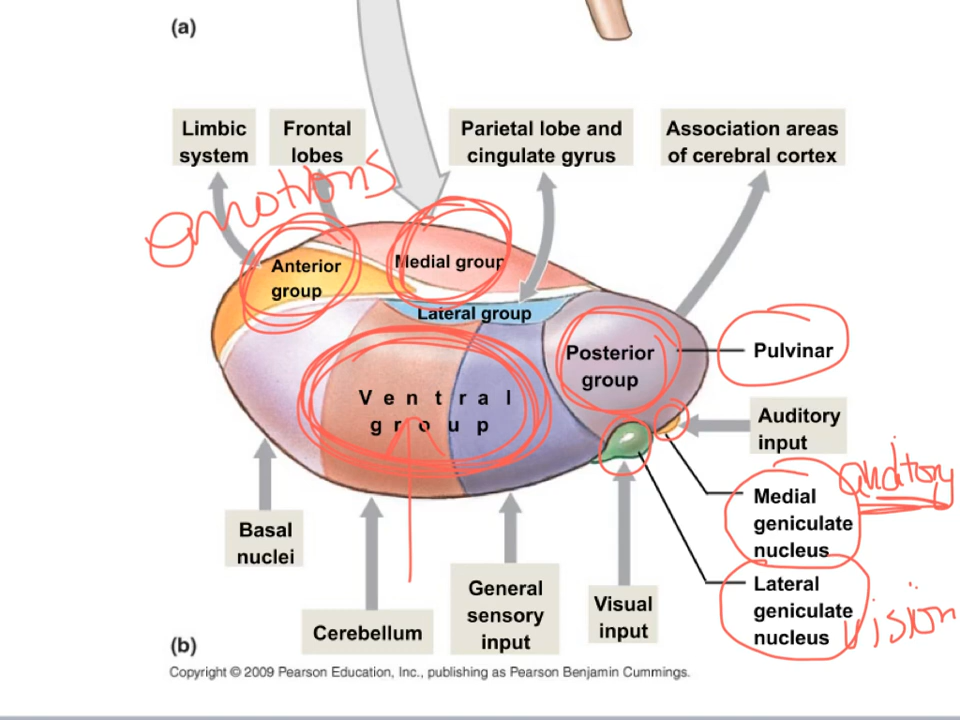 (a)
Limbic
system
Frontal
lobes
Parietal lobe and
cingulate gyrus
Association areas
of cerebral cortex
emotions
Anterior
group
Medial group
Lateral group
Posterior
group
Pulvinar
Ventral
group
Auditory
input
Medial
geniculate
nucleus
auditory
Lateral
geniculate
nucleus
vision
Basal
nuclei
Cerebellum
General
sensory
input
Visual
input
(b)
Copyright © 2009 Pearson Education, Inc., publishing as Pearson Benjamin Cummings.